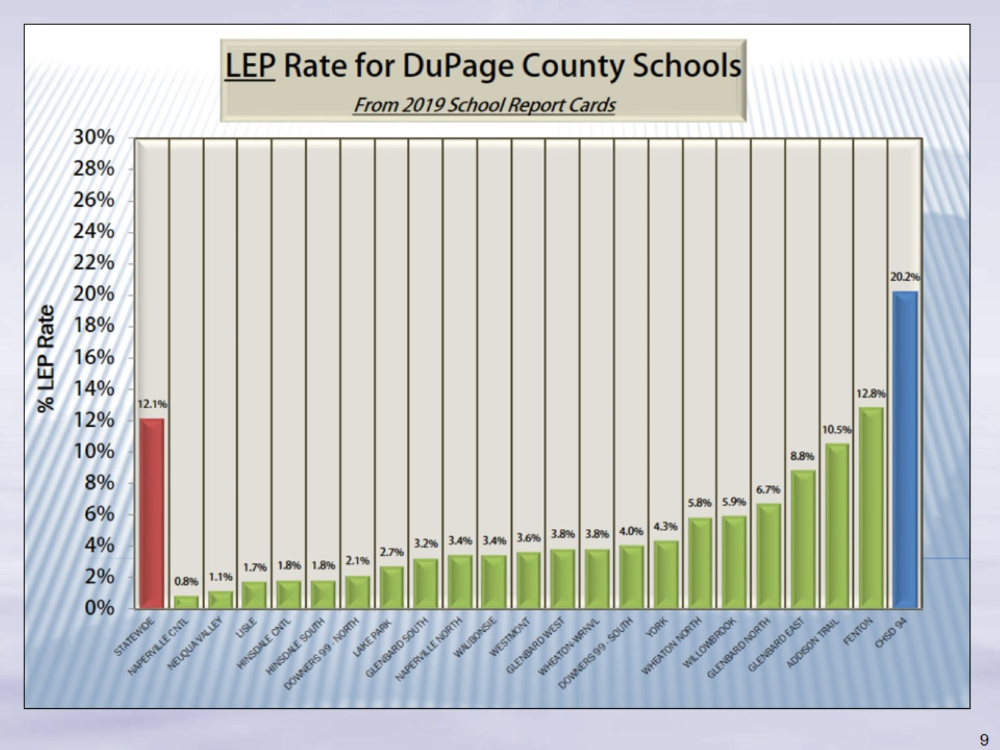 LEP Rate for DuPage County Schools
From 2019 School Report Cards
% LEP Rate
30%
28%
26%
24%
22%
20%
18%
16%
14%
12%
10%
8%
6%
4%
2%
0%
12.1%
0.8%
1.1%
1.7%
1.8%
1.8%
2.1%
2.7%
3.2%
3.4%
3.4%
3.6%
3.8%
3.8%
4.0%
4.3%
5.8%
5.9%
6.7%
8.8%
10.5%
12.8%
20.2%
STATEWIDE
NAPERVILLE CNTL
NEUQUA VALLEY
LISLE
HINSDALE CNTL
HINSDALE SOUTH
DOWNERS 99 - NORTH
LAKE PARK
GLENBARD SOUTH
NAPERVILLE NORTH
WAUBONSIE
WESTMONT
GLENBARD WEST
WHEATON-WRNVL
DOWNERS 99 - SOUTH
YORK
WHEATON NORTH
WILLOWBROOK
GLENBARD NORTH
GLENBARD EAST
ADDISON TRAIL
FENTON
CHSD 94
9